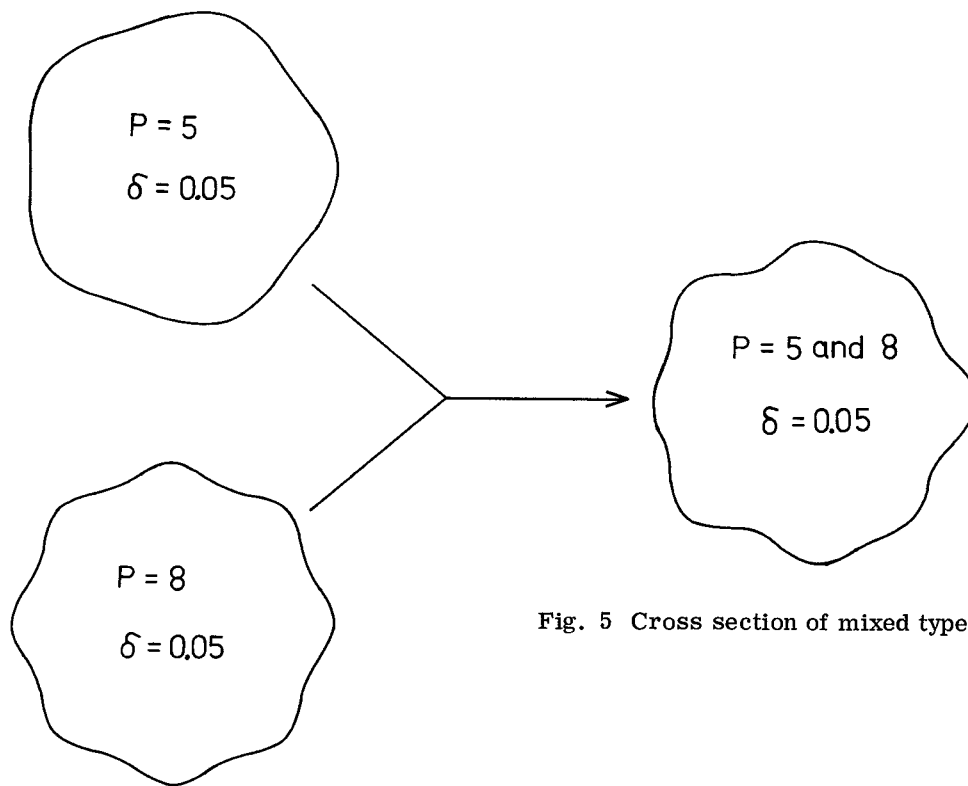 P = 5
δ = 0.05
P = 5 and 8
δ = 0.05
P = 8
δ = 0.05
Fig. 5 Cross section of mixed type